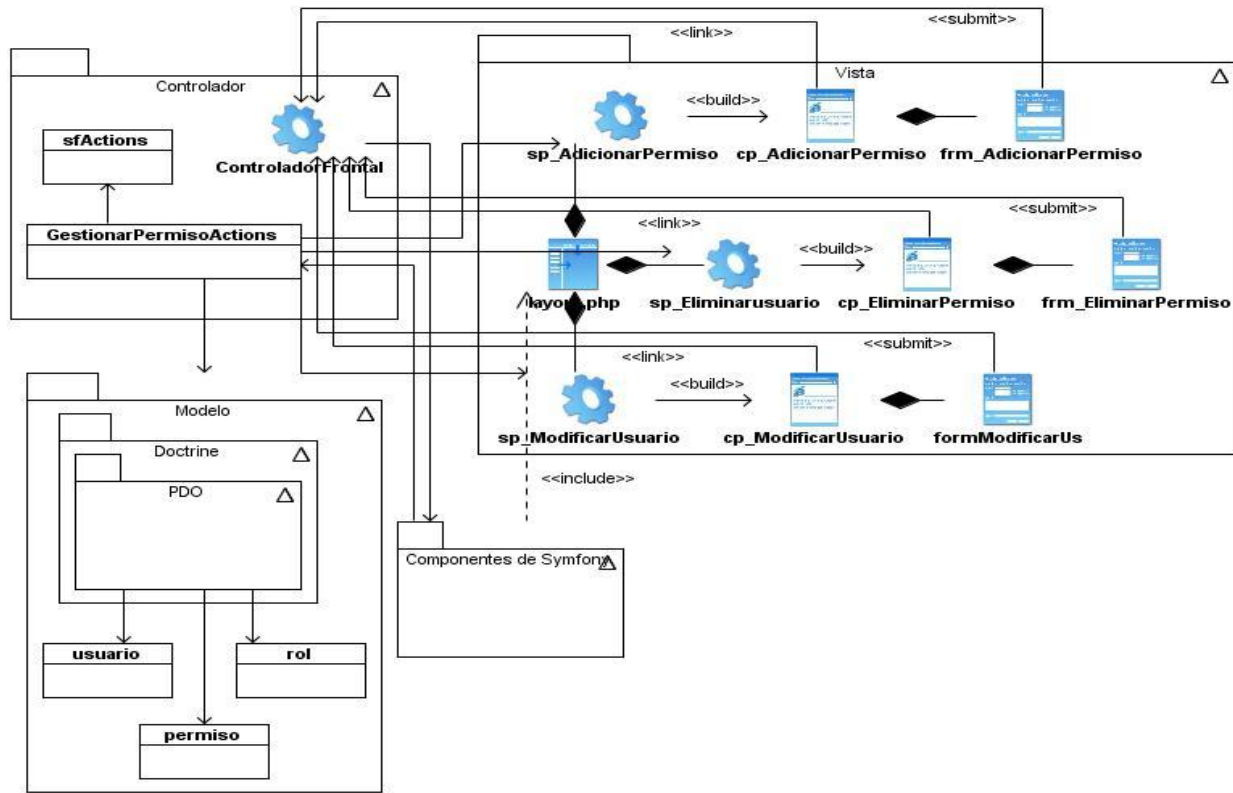 <<submit>>
<<link>>
Controlador
Vista
sfActions
ControladorFrontal
<<build>>
sp_AdicionarPermiso
cp_AdicionarPermiso
frm_AdicionarPermiso
GestionarPermisoActions
<<link>>
<<submit>>
<<build>>
layout.php
sp_Eliminarusuario
cp_EliminarPermiso
frm_EliminarPermiso
<<link>>
<<submit>>
<<build>>
sp_ModificarUsuario
cp_ModificarUsuario
formModificarUs
<<include>>
Modelo
Doctrine
PDO
Componentes de Symfony
usuario
rol
permiso